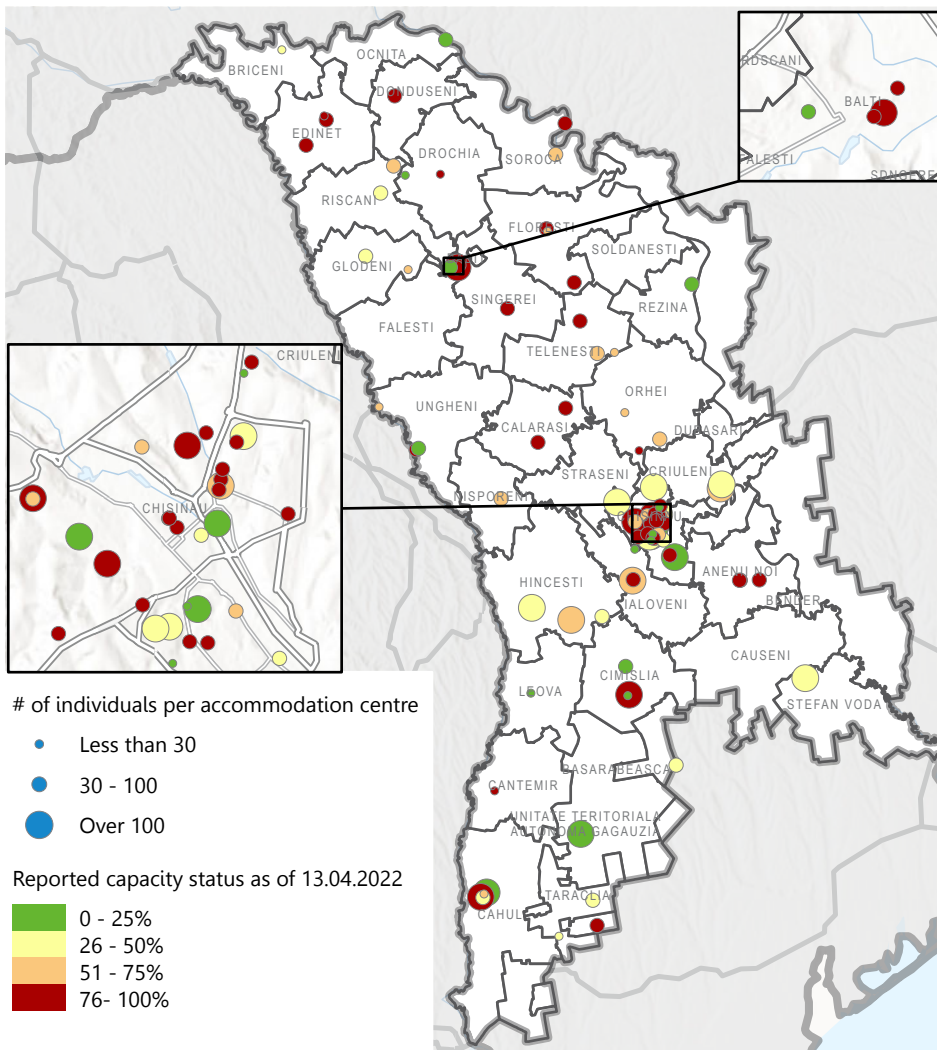 OCNITA
BRICENI
DONDUSENI
EDINET
DROCHIA
SOROCA
RISCANI
FLORESTI
SOLDANESTI
GLODENI
SINGEREI
REZINA
FALESTI
TELENESTI
ORHEI
UNGHENI
CALARASI
DUBASARI
STRASENI
CRIULENI
NISPORENI
HINCESTI
ANENII NOI
BENDER
IALOVENI
CAUSENI
CIMISLIA
LEOVA
STEFAN VODA
BASARABEASCA
CANTEMIR
UNITATE TERITORIALA
AUTONOMA GAGAUZIA
TARACLIA
CAHUL
RDSCANI
BALTI
ALESTI
SDNGERE
CRIULENI
CHISINAU
# of individuals per accommodation centre
Less than 30
30 - 100
Over 100
Reported capacity status as of 13.04.2022
0 - 25%
26 - 50%
51 - 75%
76- 100%